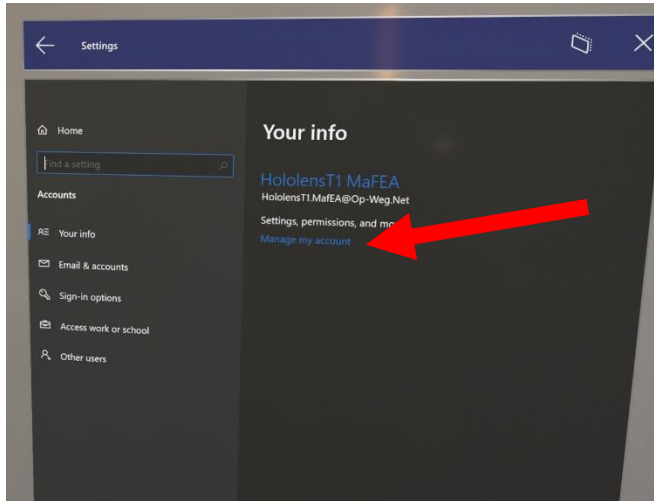 Settings
Home
Find a setting
Accounts
Your info
Email & accounts
Sign-in options
Access work or school
Other users
Your info
HololensT1 MaFEA
HololensT1.MafEA@Op-Weg.Net
Settings, permissions, and
Manage my account